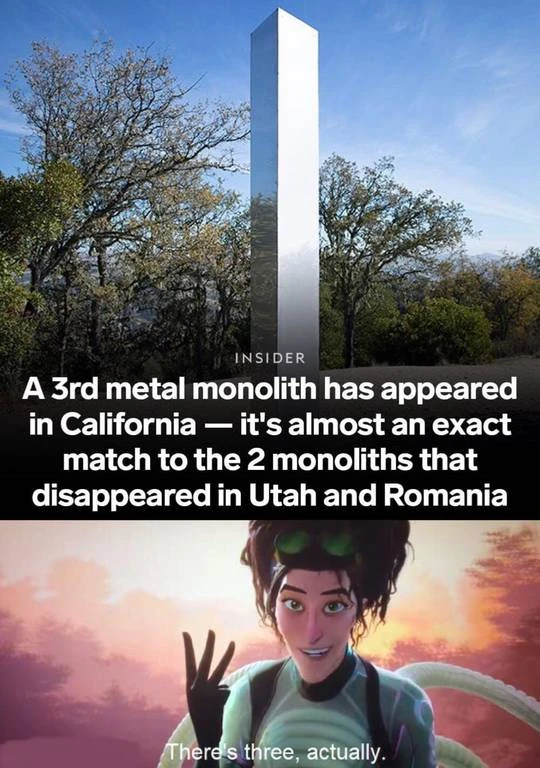 INSIDER
A 3rd metal monolith has appeared
in California — it's almost an exact
match to the 2 monoliths that
disappeared in Utah and Romania
There's three, actually.